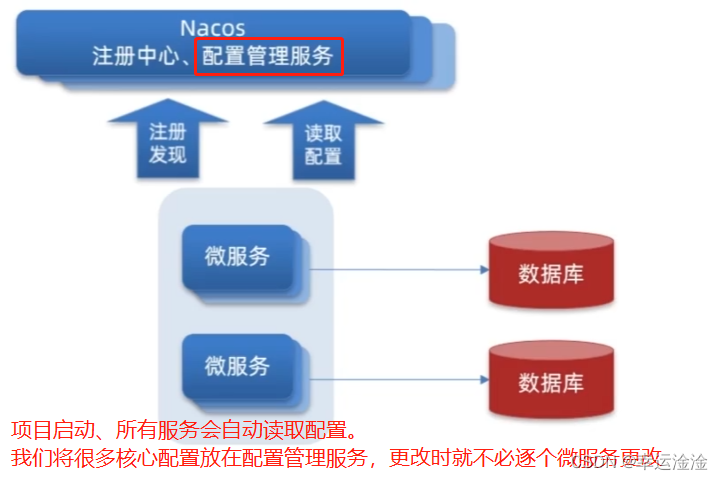 Nacos
注册中心、配置管理服务
注册
发现
读取
配置
微服务
数据库
微服务
数据库
项目启动、所有服务会自动读取配置。
我们将很多核心配置放在配置管理服务，更改时就不必逐个微服务更改
CSDN @幸运淦淦